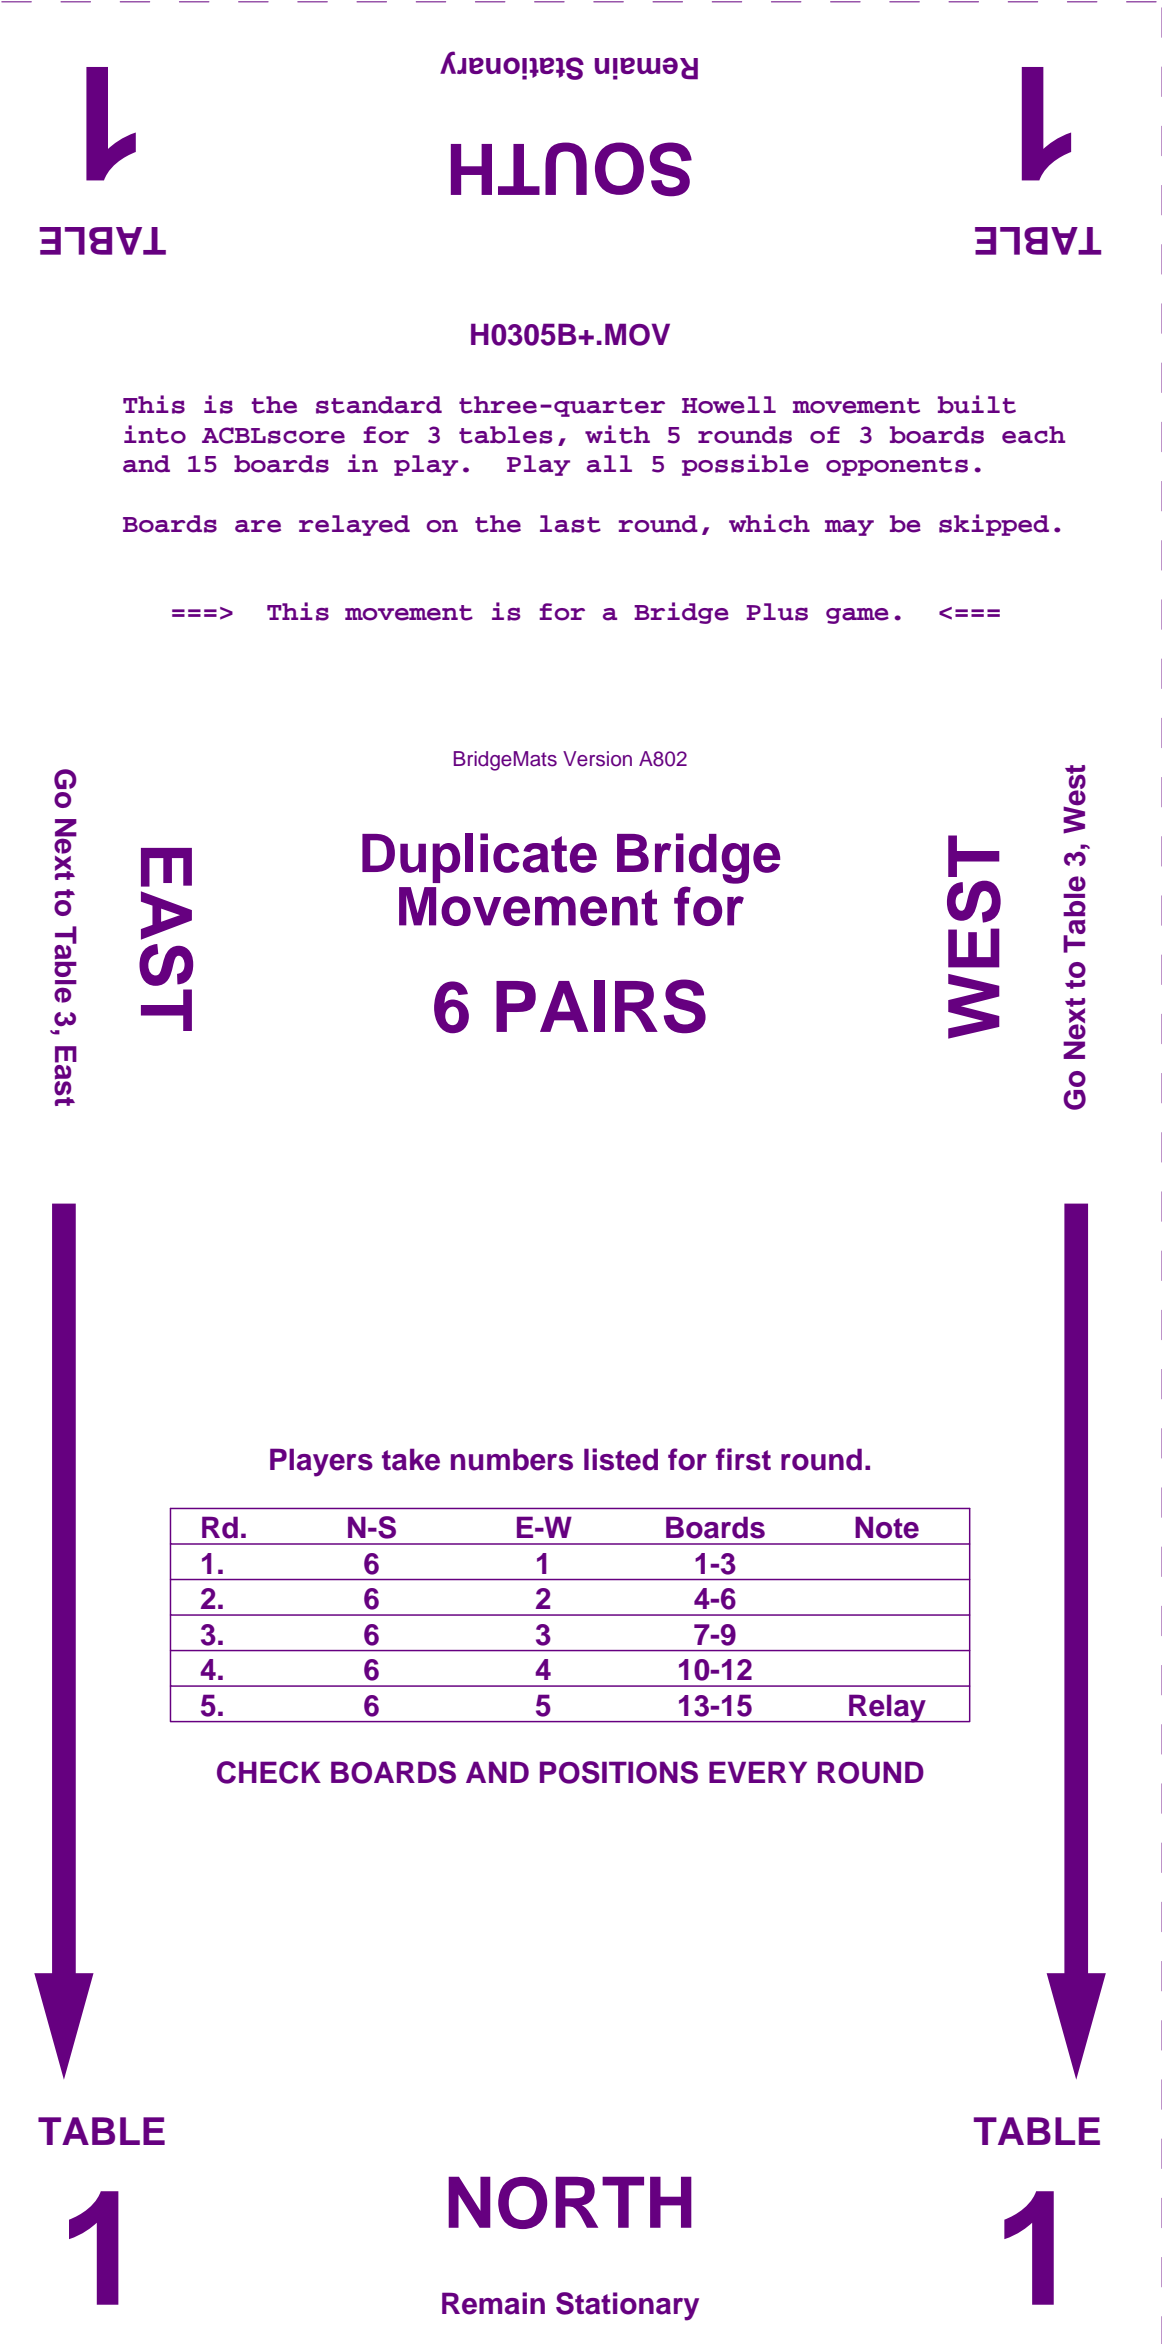 Remain Stationary
SOUTH
1
1
TABLE
TABLE
H0305B+.MOV
This is the standard three-quarter Howell movement built
into ACBLscore for 3 tables, with 5 rounds of 3 boards each
and 15 boards in play.  Play all 5 possible opponents.
Boards are relayed on the last round, which may be skipped.
===>  This movement is for a Bridge Plus game.  <===
BridgeMats Version A802
Go Next to Table 3, East
EAST
Duplicate Bridge
Movement for
6 PAIRS
WEST
Go Next to Table 3, West
Players take numbers listed for first round.
Rd. N-S E-W Boards Note
1. 6 1 1-3
2. 6 2 4-6
3. 6 3 7-9
4. 6 4 10-12
5. 6 5 13-15 Relay
CHECK BOARDS AND POSITIONS EVERY ROUND
TABLE
TABLE
1
NORTH
1
Remain Stationary